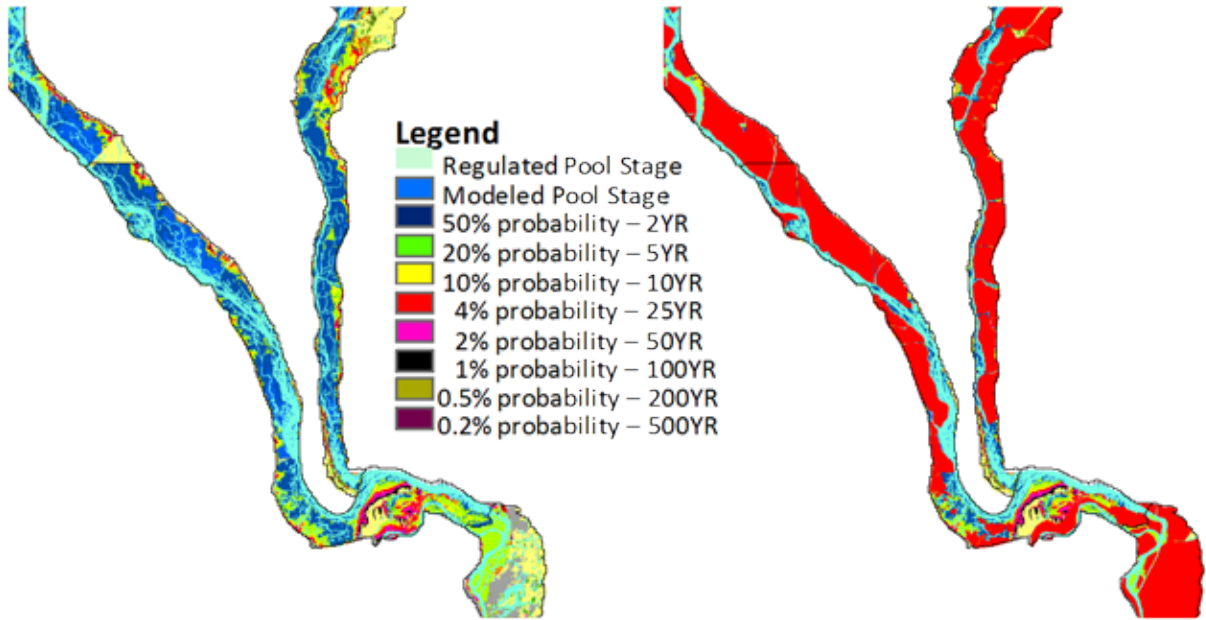 Legend
Regulated Pool Stage
Modeled Pool Stage
50% probability – 2YR
20% probability – 5YR
10% probability – 10YR
4% probability – 25YR
2% probability – 50YR
1% probability – 100YR
0.5% probability – 200YR
0.2% probability – 500YR